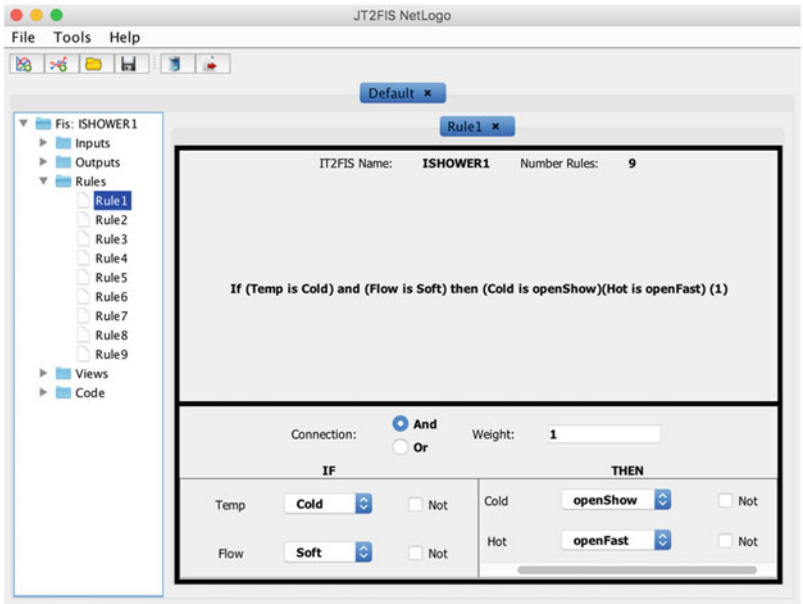 JT2FIS NetLogo
File Tools Help
Default ×
Fis: ISHOWER1
Inputs
Outputs
Rules
Rule1
Rule2
Rule3
Rule4
Rule5
Rule6
Rule7
Rule8
Rule9
Views
Code
Rule1 ×
IT2FIS Name: ISHOWER1 Number Rules: 9
If (Temp is Cold) and (Flow is Soft) then (Cold is openShow)(Hot is openFast) (1)
Connection: And Weight: 1
Or
IF THEN
Temp Cold Not Cold openShow Not
Flow Soft Not Hot openFast Not